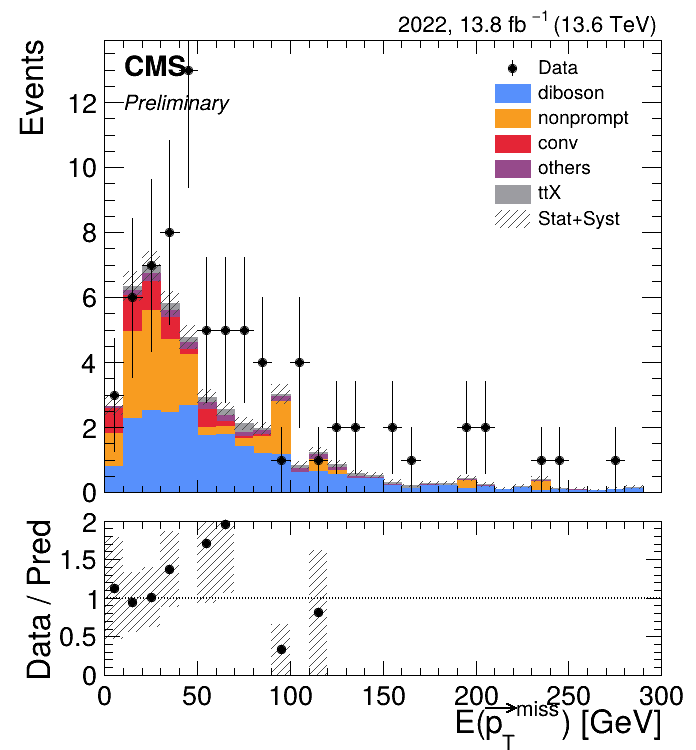 2022, 13.8 fb⁻¹ (13.6 TeV)
CMS
Preliminary
Events
12
10
8
6
4
2
0
Data
diboson
nonprompt
conv
others
ttX
Stat+Syst
Data / Pred
2
1.5
1
0.5
0
0 50 100 150 200 250 300
E(p⃗_T^miss) [GeV]